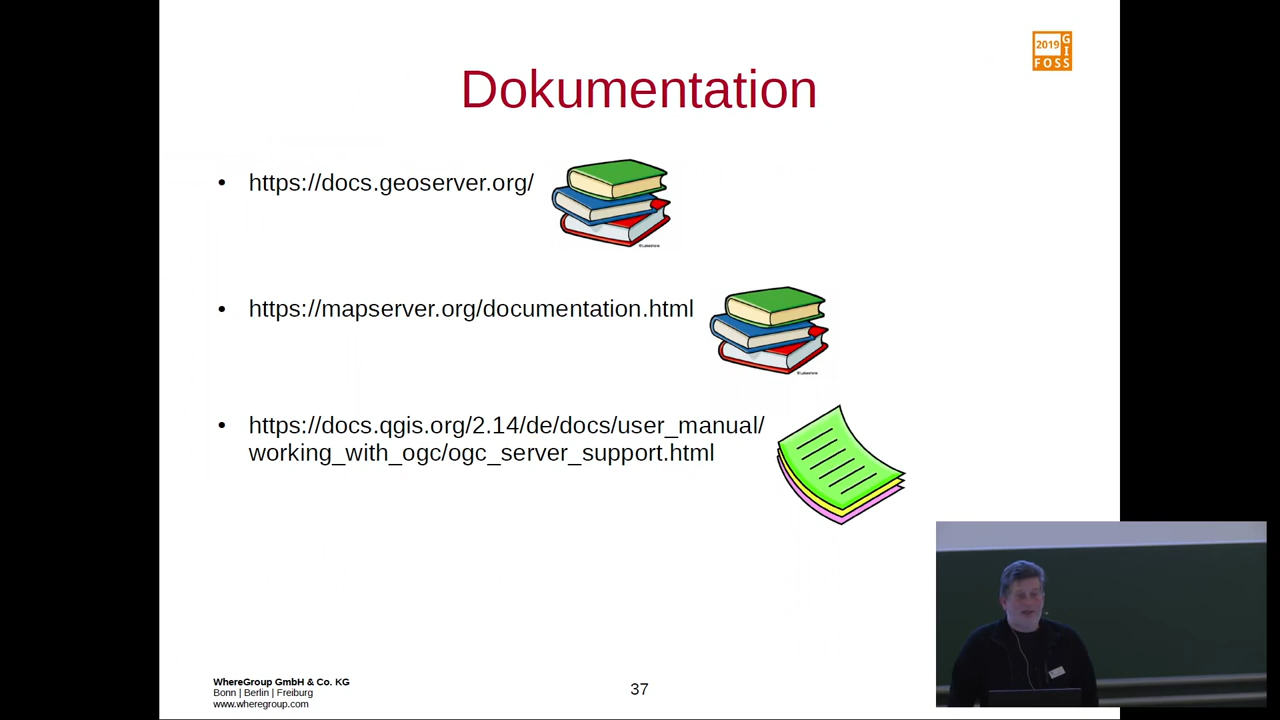 2019
G
I
FOSS
Dokumentation
• https://docs.geoserver.org/
• https://mapserver.org/documentation.html
• https://docs.qgis.org/2.14/de/docs/user_manual/
working_with_ogc/ogc_server_support.html
WhereGroup GmbH & Co. KG
Bonn | Berlin | Freiburg
www.wheregroup.com
37